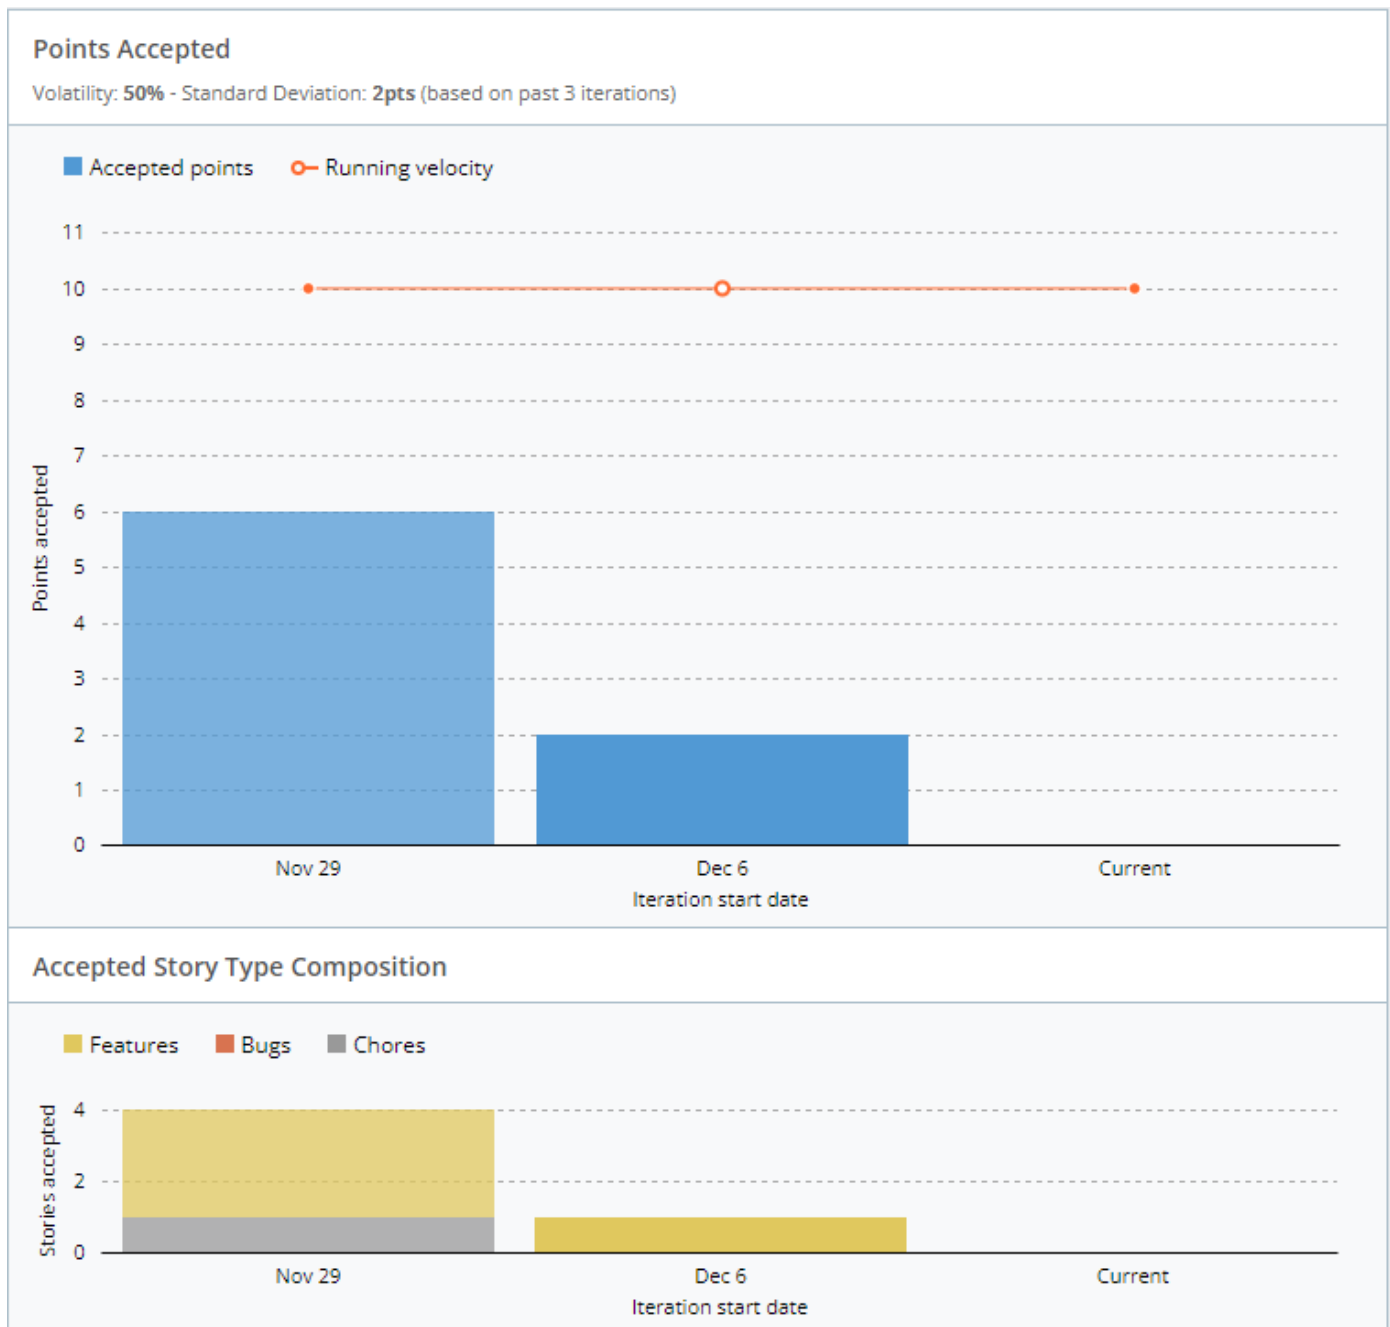 Points Accepted
Volatility: 50% - Standard Deviation: 2pts (based on past 3 iterations)
Accepted points Running velocity
11
10
9
8
7
6
5
4
3
2
1
0
Points accepted
Nov 29 Dec 6 Current
Iteration start date
Accepted Story Type Composition
Features Bugs Chores
4
2
0
Stories accepted
Nov 29 Dec 6 Current
Iteration start date